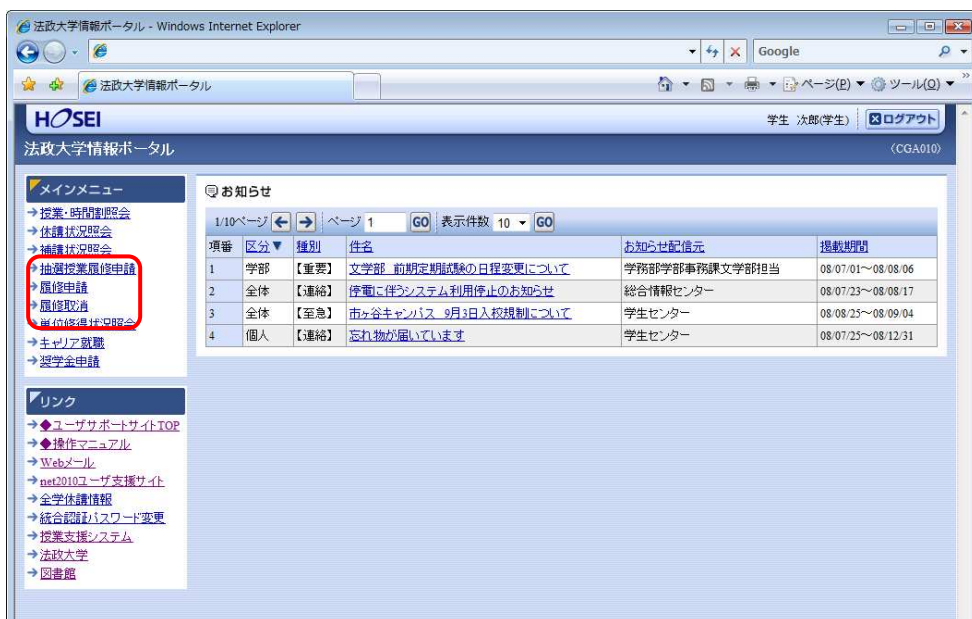 法政大学情報ポータル - Windows Internet Explorer
Google
法政大学情報ポータル
ページ(P) ツール(O)
HOSEI
学生 次郎(学生) ログアウト
法政大学情報ポータル
(CGA010)
メインメニュー
授業・時間割照会
休講状況照会
補講状況照会
抽選授業履修申請
履修申請
履修取消
単位修得状況照会
キャリア就職
奨学金申請
リンク
◆ユーザサポートサイトTOP
◆操作マニュアル
Webメール
net2010ユーザ支援サイト
全学休講情報
統合認証パスワード変更
授業支援システム
法政大学
図書館
お知らせ
1/10ページ ← → ページ 1 GO 表示件数 10 GO
項番 区分▼ 種別 件名 お知らせ配信元 掲載期間
1 学部 【重要】 文学部 前期定期試験の日程変更について 学務部学部事務課文学部担当 08/07/01～08/08/06
2 全体 【連絡】 停電に伴うシステム利用停止のお知らせ 総合情報センター 08/07/23～08/08/17
3 全体 【至急】 市ヶ谷キャンパス 9月3日入校規制について 学生センター 08/08/25～08/09/04
4 個人 【連絡】 忘れ物が届いています 学生センター 08/07/25～08/12/31